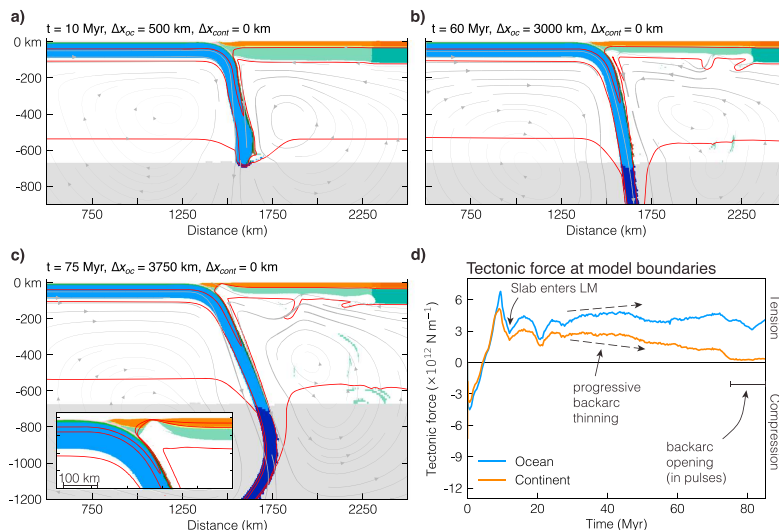 a)
t = 10 Myr, Δx_oc = 500 km, Δx_cont = 0 km
0 km
-200
-400
-600
-800
750
1250
1750
2250
Distance (km)
b)
t = 60 Myr, Δx_oc = 3000 km, Δx_cont = 0 km
0 km
-200
-400
-600
-800
750
1250
1750
2250
Distance (km)
c)
t = 75 Myr, Δx_oc = 3750 km, Δx_cont = 0 km
0 km
-200
-400
-600
-800
-1000
-1200
100 km
750
1250
1750
2250
Distance (km)
d)
Tectonic force at model boundaries
Slab enters LM
6
3
0
-3
-6
-9
-12
Tectonic force (×10¹² N m⁻¹)
Tension
Compression
progressive
backarc
thinning
backarc
opening
(in pulses)
Ocean
Continent
0
20
40
60
80
Time (Myr)